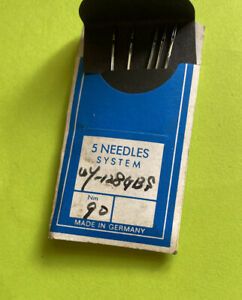 5 NEEDLES
SYSTEM
UY-128GBS
Nm
90
MADE IN GERMANY